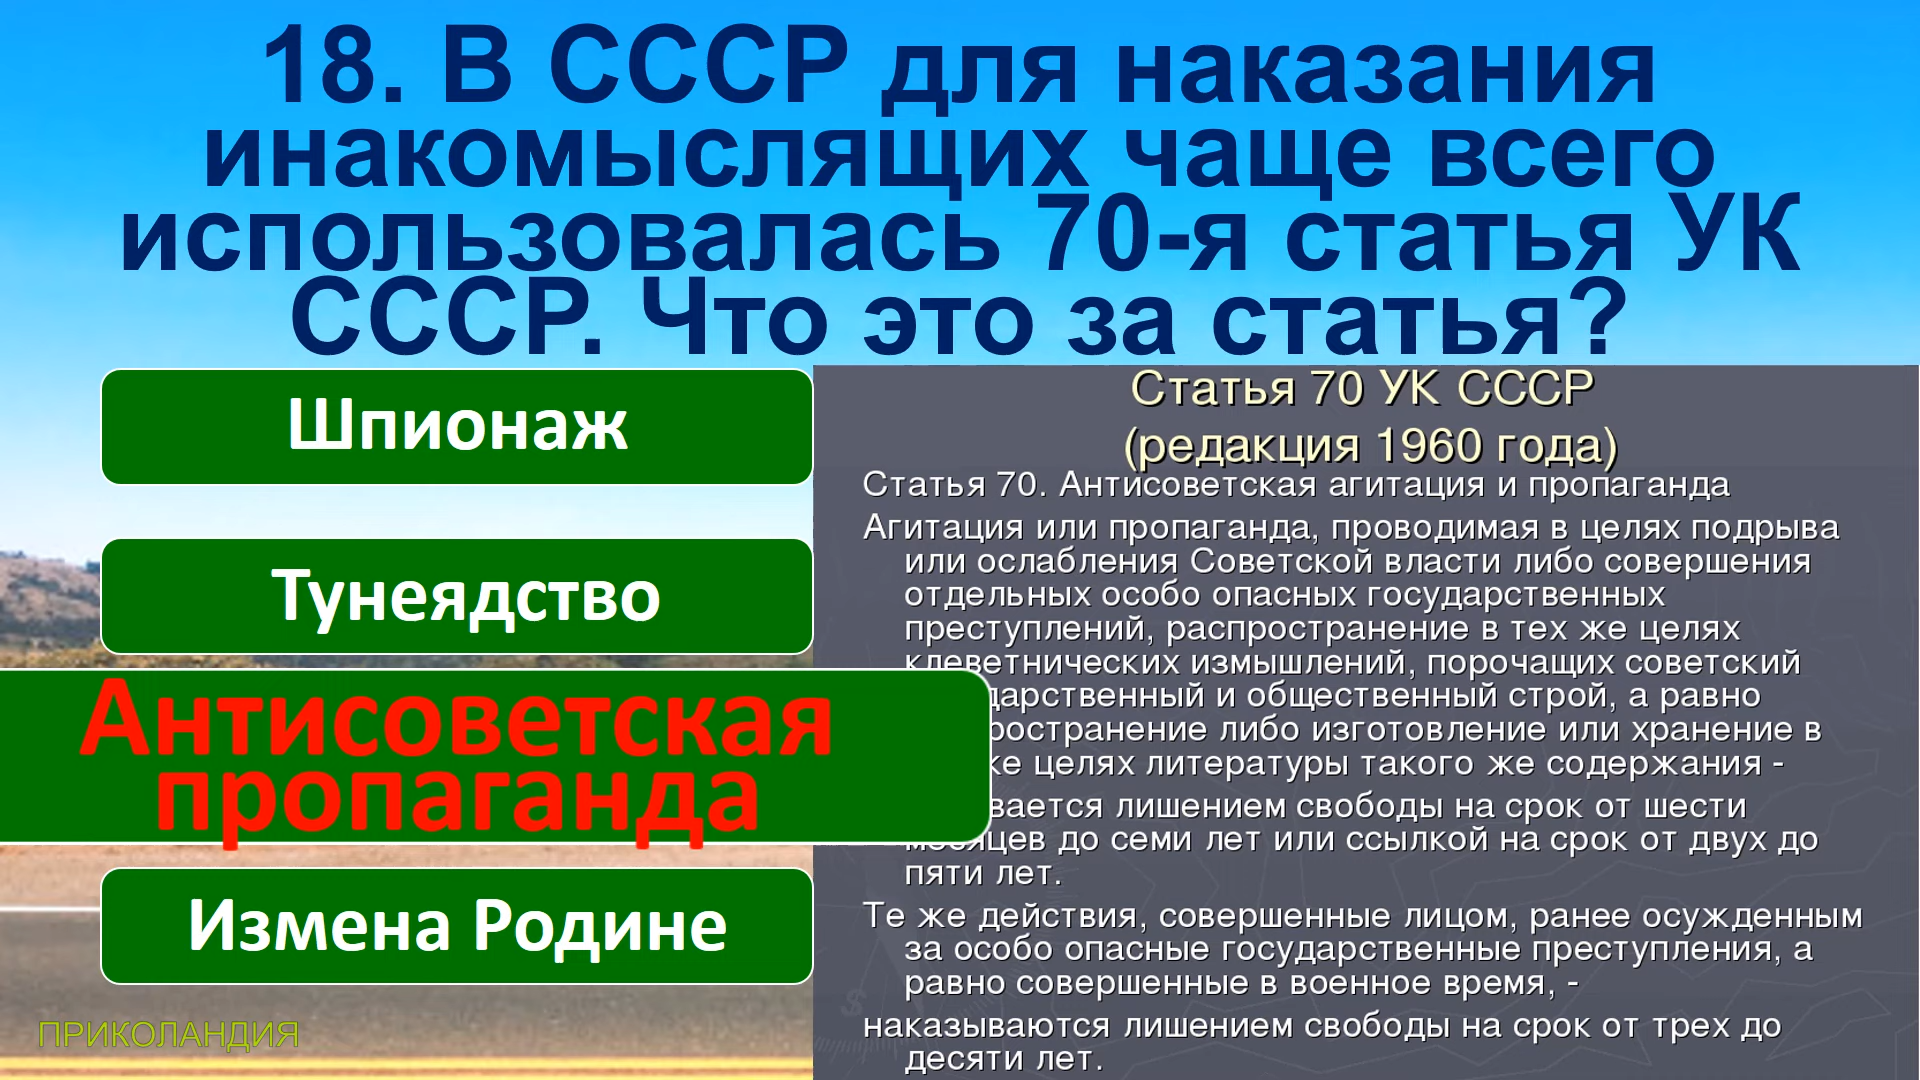 18. В СССР для наказания
инакомыслящих чаще всего
использовалась 70-я статья УК
СССР. Что это за статья?
Шпионаж
Тунеядство
Антисоветская
пропаганда
Измена Родине
Статья 70 УК СССР
(редакция 1960 года)
Статья 70. Антисоветская агитация и пропаганда
Агитация или пропаганда, проводимая в целях подрыва
или ослабления Советской власти либо совершения
отдельных особо опасных государственных
преступлений, распространение в тех же целях
клеветнических измышлений, порочащих советский
и общественный строй, а равно
либо изготовление или хранение в
целях литературы такого же содержания -
лишением свободы на срок от шести
до семи лет или ссылкой на срок от двух до
пяти лет.
Те же действия, совершенные лицом, ранее осужденным
за особо опасные государственные преступления, а
равно совершенные в военное время, -
наказываются лишением свободы на срок от трех до
десяти лет.
ПРИКОЛАНДИЯ